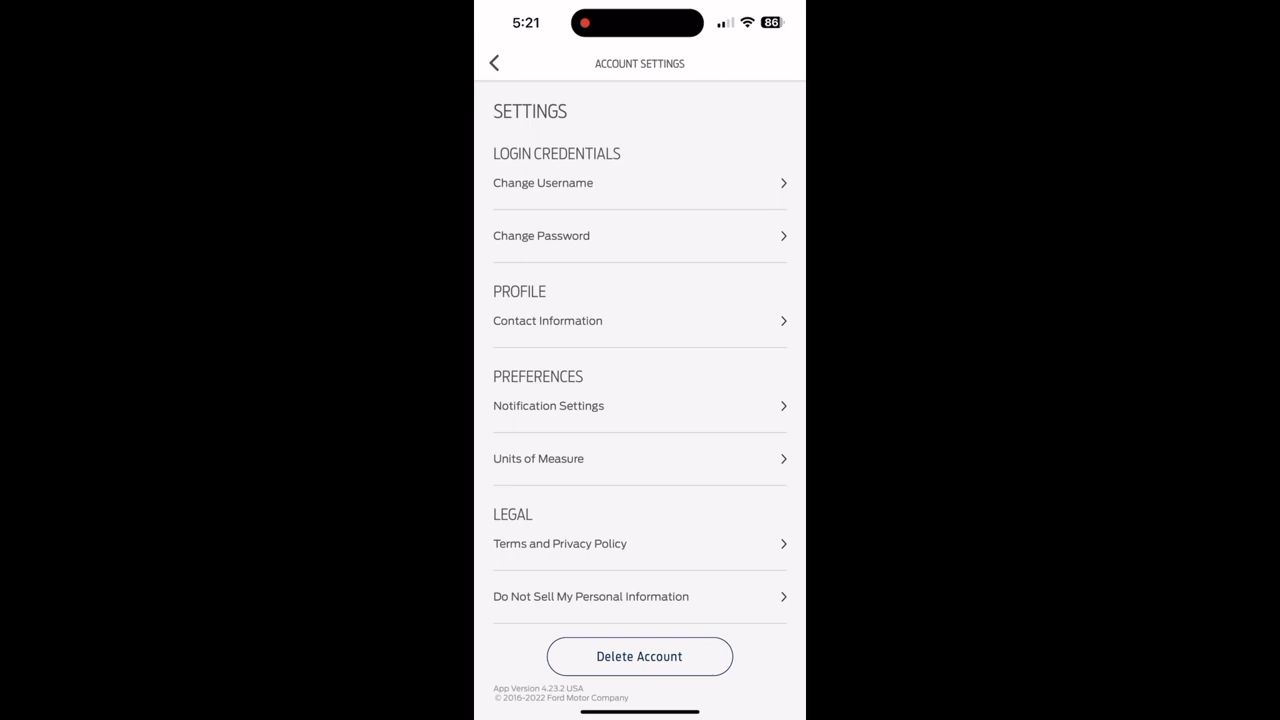 5:21
86
ACCOUNT SETTINGS
SETTINGS
LOGIN CREDENTIALS
Change Username
Change Password
PROFILE
Contact Information
PREFERENCES
Notification Settings
Units of Measure
LEGAL
Terms and Privacy Policy
Do Not Sell My Personal Information
Delete Account
App Version 4.23.2 USA
© 2016-2022 Ford Motor Company